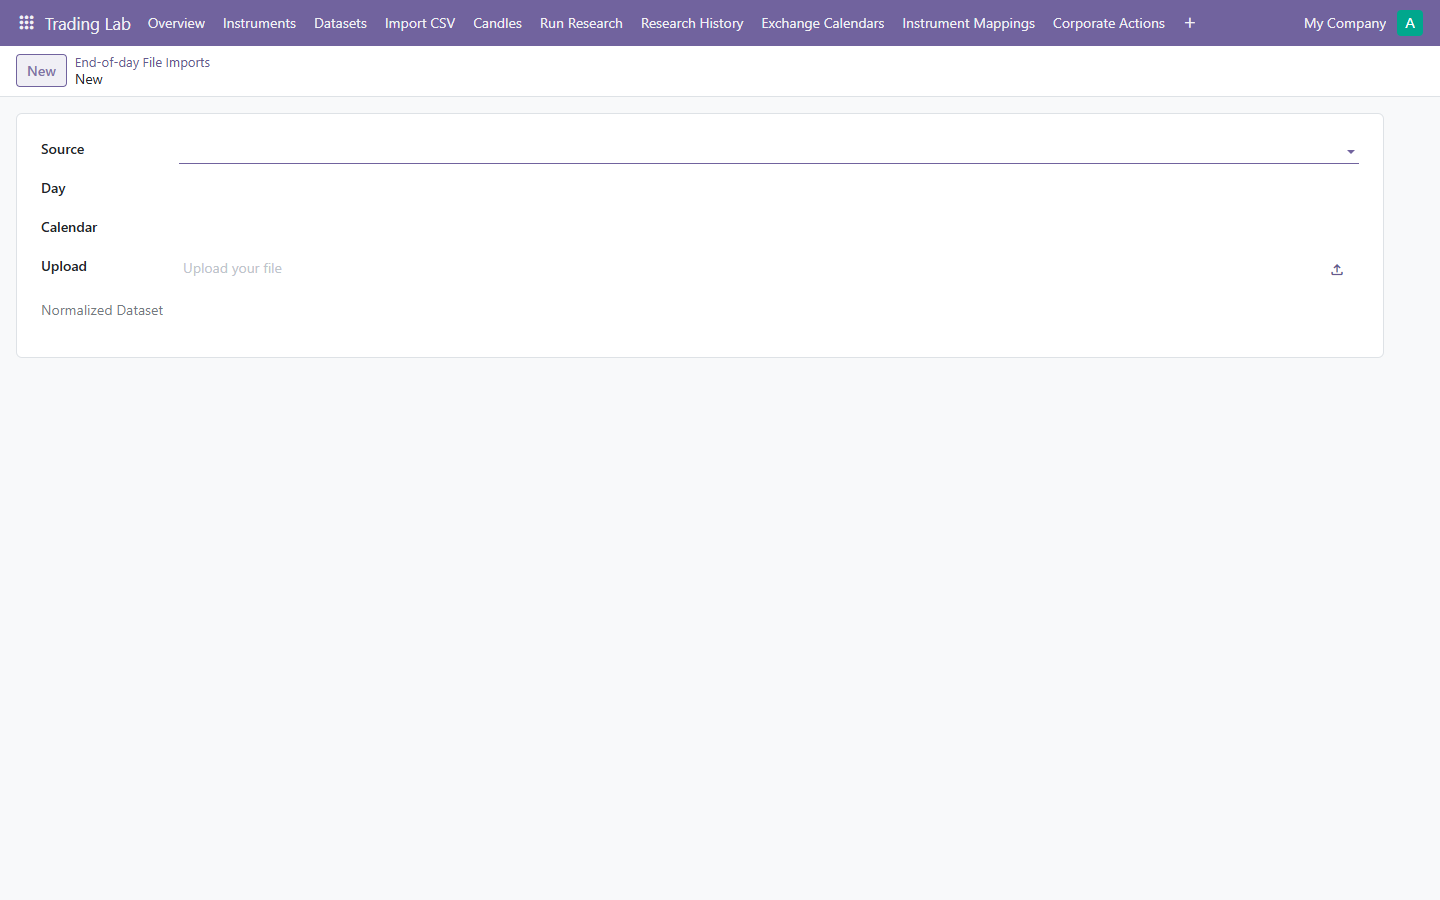 Trading Lab Overview Instruments Datasets Import CSV Candles Run Research Research History Exchange Calendars Instrument Mappings Corporate Actions + My Company A
New End-of-day File Imports
New
Source
Day
Calendar
Upload Upload your file
Normalized Dataset